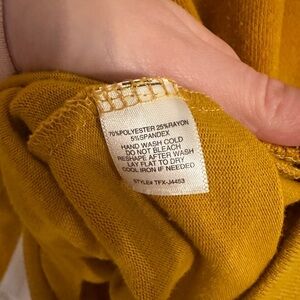 70%POLYESTER 25%RAYON
5%SPANDEX
HAND WASH COLD
DO NOT BLEACH
RESHAPE AFTER WASH
LAY FLAT TO DRY
COOL IRON IF NEEDED
STYLE# TFX-J4453